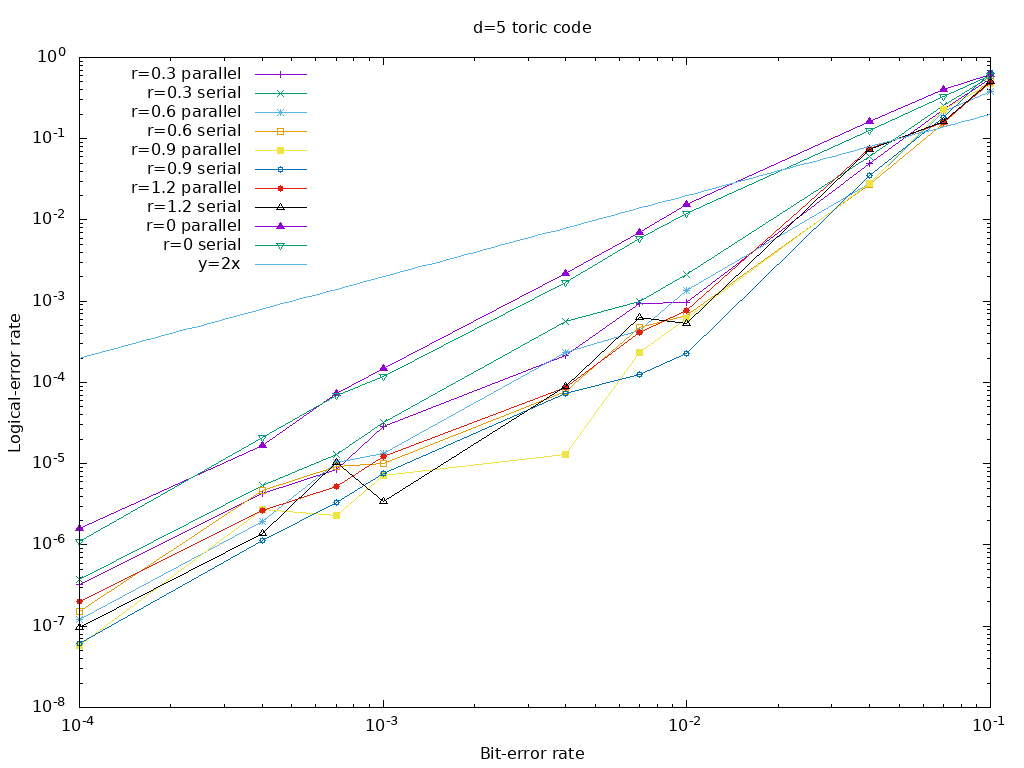 d=5 toric code
10^0
10^-1
10^-2
10^-3
10^-4
10^-5
10^-6
10^-7
10^-8
Logical-error rate
r=0.3 parallel
r=0.3 serial
r=0.6 parallel
r=0.6 serial
r=0.9 parallel
r=0.9 serial
r=1.2 parallel
r=1.2 serial
r=0 parallel
r=0 serial
y=2x
10^-4
10^-3
10^-2
10^-1
Bit-error rate